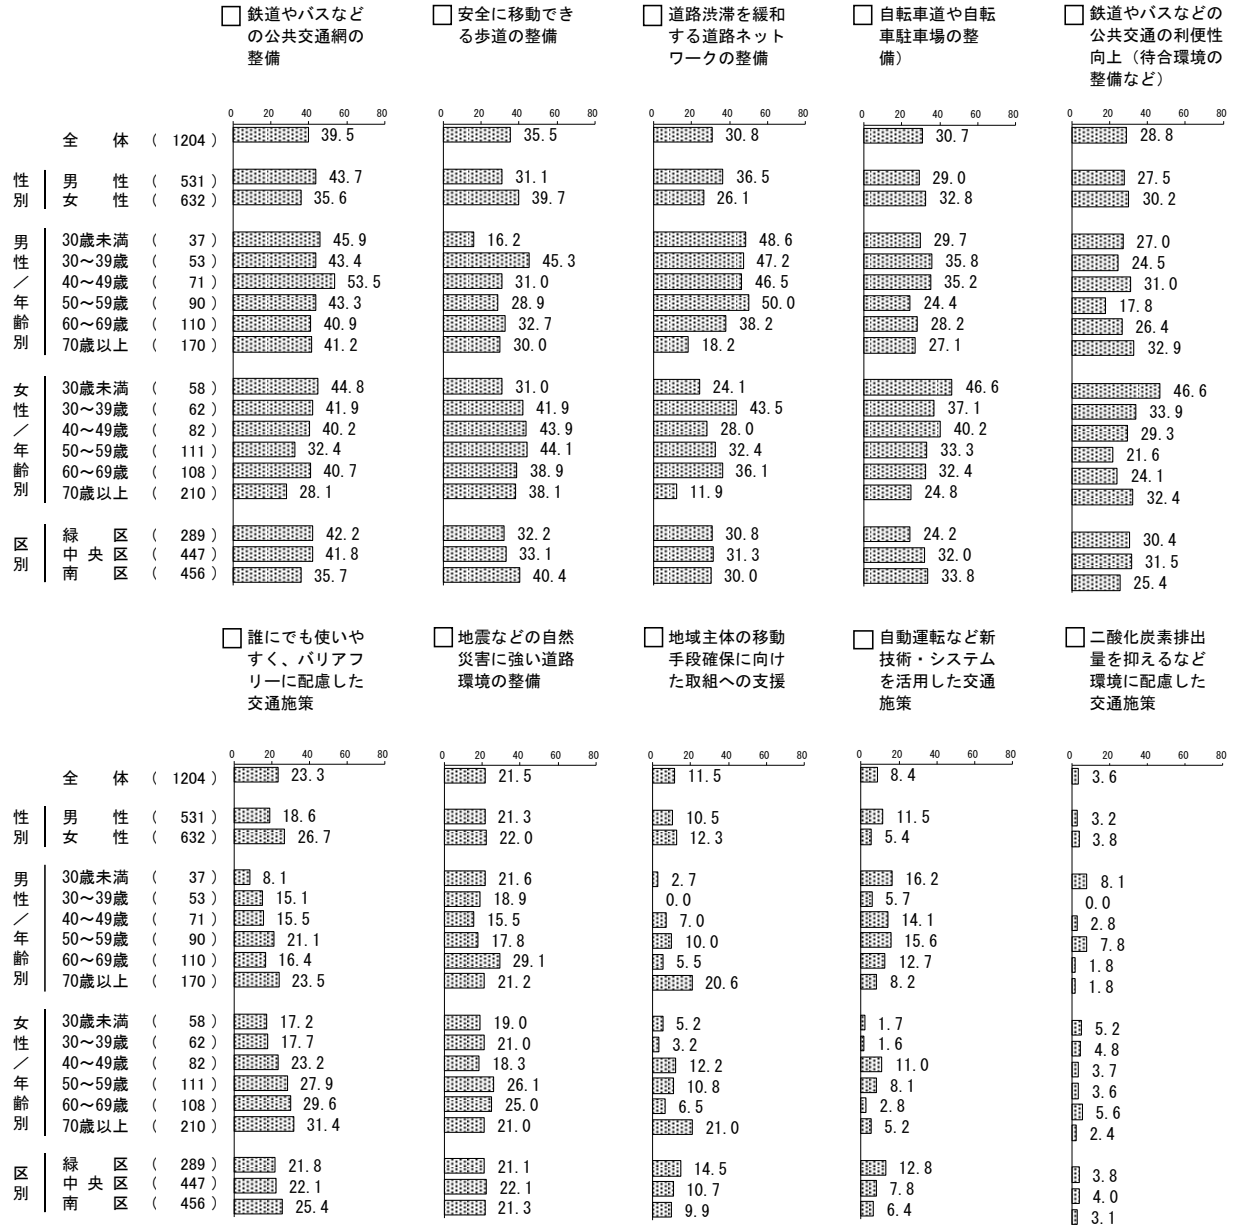 鉄道やバスなど
の公共交通網の
整備
安全に移動でき
る歩道の整備
道路渋滞を緩和
する道路ネット
ワークの整備
自転車道や自転
車駐車場の整
備）
鉄道やバスなどの
公共交通の利便性
向上（待合環境の
整備など）
0 20 40 60 80 0 20 40 60 80 0 20 40 60 80 0 20 40 60 80 0 20 40 60 80
全体 （ 1204 ） 39.5 35.5 30.8 30.7 28.8
性別
男性 （ 531 ） 43.7 31.1 36.5 29.0 27.5
女性 （ 632 ） 35.6 39.7 26.1 32.8 30.2
男性／年齢別
30歳未満 （ 37 ） 45.9 16.2 48.6 29.7 27.0
30～39歳 （ 53 ） 43.4 45.3 47.2 35.8 24.5
40～49歳 （ 71 ） 53.5 31.0 46.5 35.2 31.0
50～59歳 （ 90 ） 43.3 28.9 50.0 24.4 17.8
60～69歳 （ 110 ） 40.9 32.7 38.2 28.2 26.4
70歳以上 （ 170 ） 41.2 30.0 18.2 27.1 32.9
女性／年齢別
30歳未満 （ 58 ） 44.8 31.0 24.1 46.6 46.6
30～39歳 （ 62 ） 41.9 41.9 43.5 37.1 33.9
40～49歳 （ 82 ） 40.2 43.9 28.0 40.2 29.3
50～59歳 （ 111 ） 32.4 44.1 32.4 33.3 21.6
60～69歳 （ 108 ） 40.7 38.9 36.1 32.4 24.1
70歳以上 （ 210 ） 28.1 38.1 11.9 24.8 32.4
区別
緑区 （ 289 ） 42.2 32.2 30.8 24.2 30.4
中央区 （ 447 ） 41.8 33.1 31.3 32.0 31.5
南区 （ 456 ） 35.7 40.4 30.0 33.8 25.4
誰にでも使いや
すく、バリアフ
リーに配慮した
交通施策
地震などの自然
災害に強い道路
環境の整備
地域主体の移動
手段確保に向け
た取組への支援
自動運転など新
技術・システム
を活用した交通
施策
二酸化炭素排出
量を抑えるなど
環境に配慮した
交通施策
0 20 40 60 80 0 20 40 60 80 0 20 40 60 80 0 20 40 60 80 0 20 40 60 80
全体 （ 1204 ） 23.3 21.5 11.5 8.4 3.6
性別
男性 （ 531 ） 18.6 21.3 10.5 11.5 3.2
女性 （ 632 ） 26.7 22.0 12.3 5.4 3.8
男性／年齢別
30歳未満 （ 37 ） 8.1 21.6 2.7 16.2 8.1
30～39歳 （ 53 ） 15.1 18.9 0.0 5.7 0.0
40～49歳 （ 71 ） 15.5 15.5 7.0 14.1 2.8
50～59歳 （ 90 ） 21.1 17.8 10.0 15.6 7.8
60～69歳 （ 110 ） 16.4 29.1 5.5 12.7 1.8
70歳以上 （ 170 ） 23.5 21.2 20.6 8.2 1.8
女性／年齢別
30歳未満 （ 58 ） 17.2 19.0 5.2 1.7 5.2
30～39歳 （ 62 ） 17.7 21.0 3.2 1.6 4.8
40～49歳 （ 82 ） 23.2 18.3 12.2 11.0 3.7
50～59歳 （ 111 ） 27.9 26.1 10.8 8.1 3.6
60～69歳 （ 108 ） 29.6 25.0 6.5 2.8 5.6
70歳以上 （ 210 ） 31.4 21.0 21.0 5.2 2.4
区別
緑区 （ 289 ） 21.8 21.1 14.5 12.8 3.8
中央区 （ 447 ） 22.1 22.1 10.7 7.8 4.0
南区 （ 456 ） 25.4 21.3 9.9 6.4 3.1